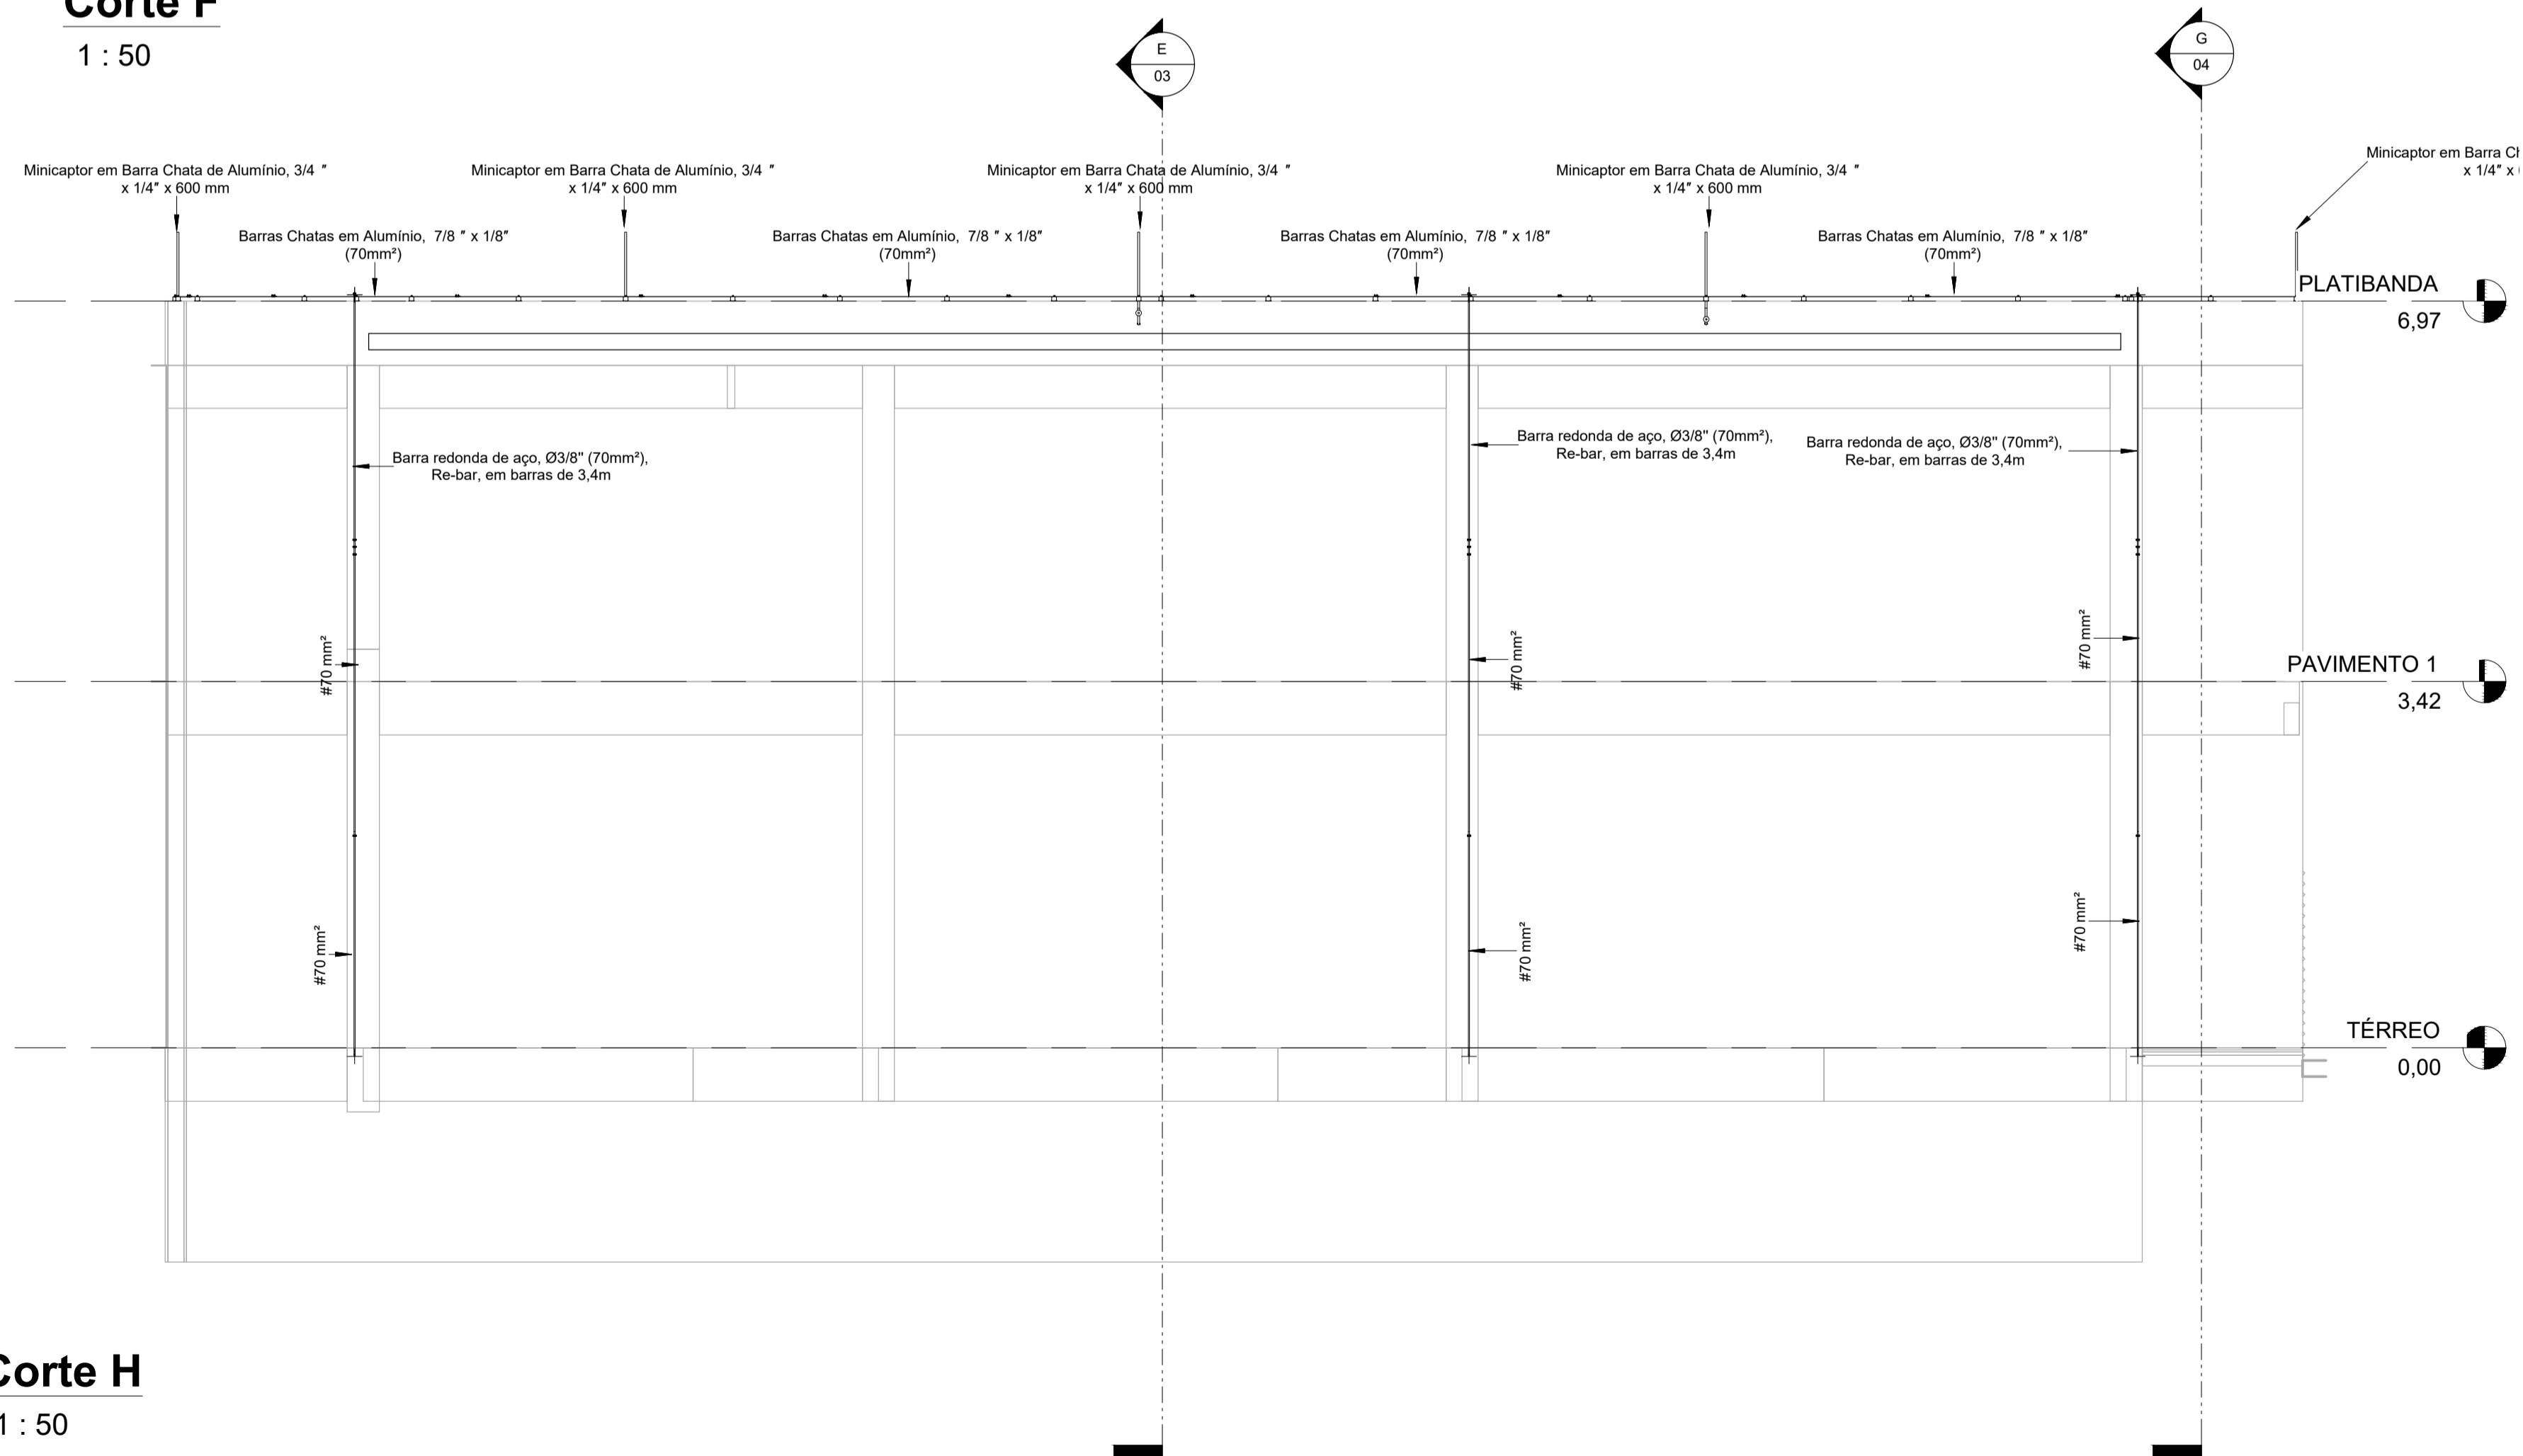 Corte F
1 : 50
E
03
G
04
Minicaptor em Barra Chata de Alumínio, 3/4 ″
x 1/4″ x 600 mm
Minicaptor em Barra Chata de Alumínio, 3/4 ″
x 1/4″ x 600 mm
Minicaptor em Barra Chata de Alumínio, 3/4 ″
x 1/4″ x 600 mm
Minicaptor em Barra Chata de Alumínio, 3/4 ″
x 1/4″ x 600 mm
Minicaptor em Barra
x 1/4″ x
Barras Chatas em Alumínio, 7/8 ″ x 1/8″
(70mm²)
Barras Chatas em Alumínio, 7/8 ″ x 1/8″
(70mm²)
Barras Chatas em Alumínio, 7/8 ″ x 1/8″
(70mm²)
Barras Chatas em Alumínio, 7/8 ″ x 1/8″
(70mm²)
PLATIBANDA
6,97
Barra redonda de aço, Ø3/8" (70mm²),
Re-bar, em barras de 3,4m
Barra redonda de aço, Ø3/8" (70mm²),
Re-bar, em barras de 3,4m
Barra redonda de aço, Ø3/8" (70mm²),
Re-bar, em barras de 3,4m
#70 mm²
#70 mm²
#70 mm²
PAVIMENTO 1
3,42
#70 mm²
#70 mm²
#70 mm²
TÉRREO
0,00
Corte H
1 : 50